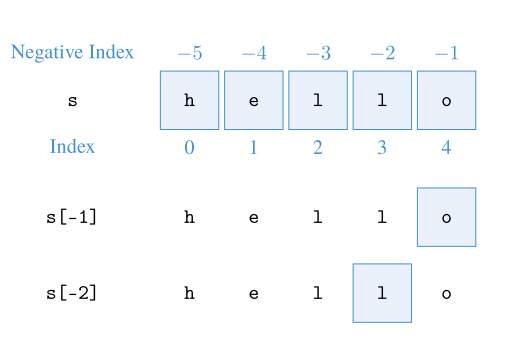 Negative Index −5 −4 −3 −2 −1
s h e l l o
Index 0 1 2 3 4
s[-1] h e l l o
s[-2] h e l l o